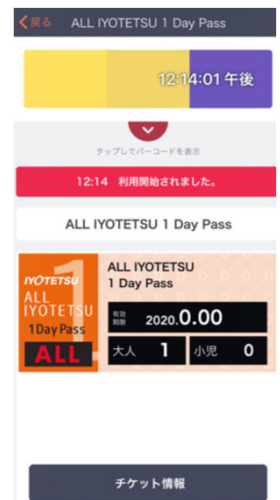 戻る ALL IYOTETSU 1 Day Pass
12:14:01 午後
タップしてバーコードを表示
12:14 利用開始されました。
ALL IYOTETSU 1 Day Pass
IYOTETSU
ALL
IYOTETSU
1Day Pass
ALL
1
ALL IYOTETSU
1 Day Pass
有効
期限
2020.0.00
大人 1 小児 0
チケット情報